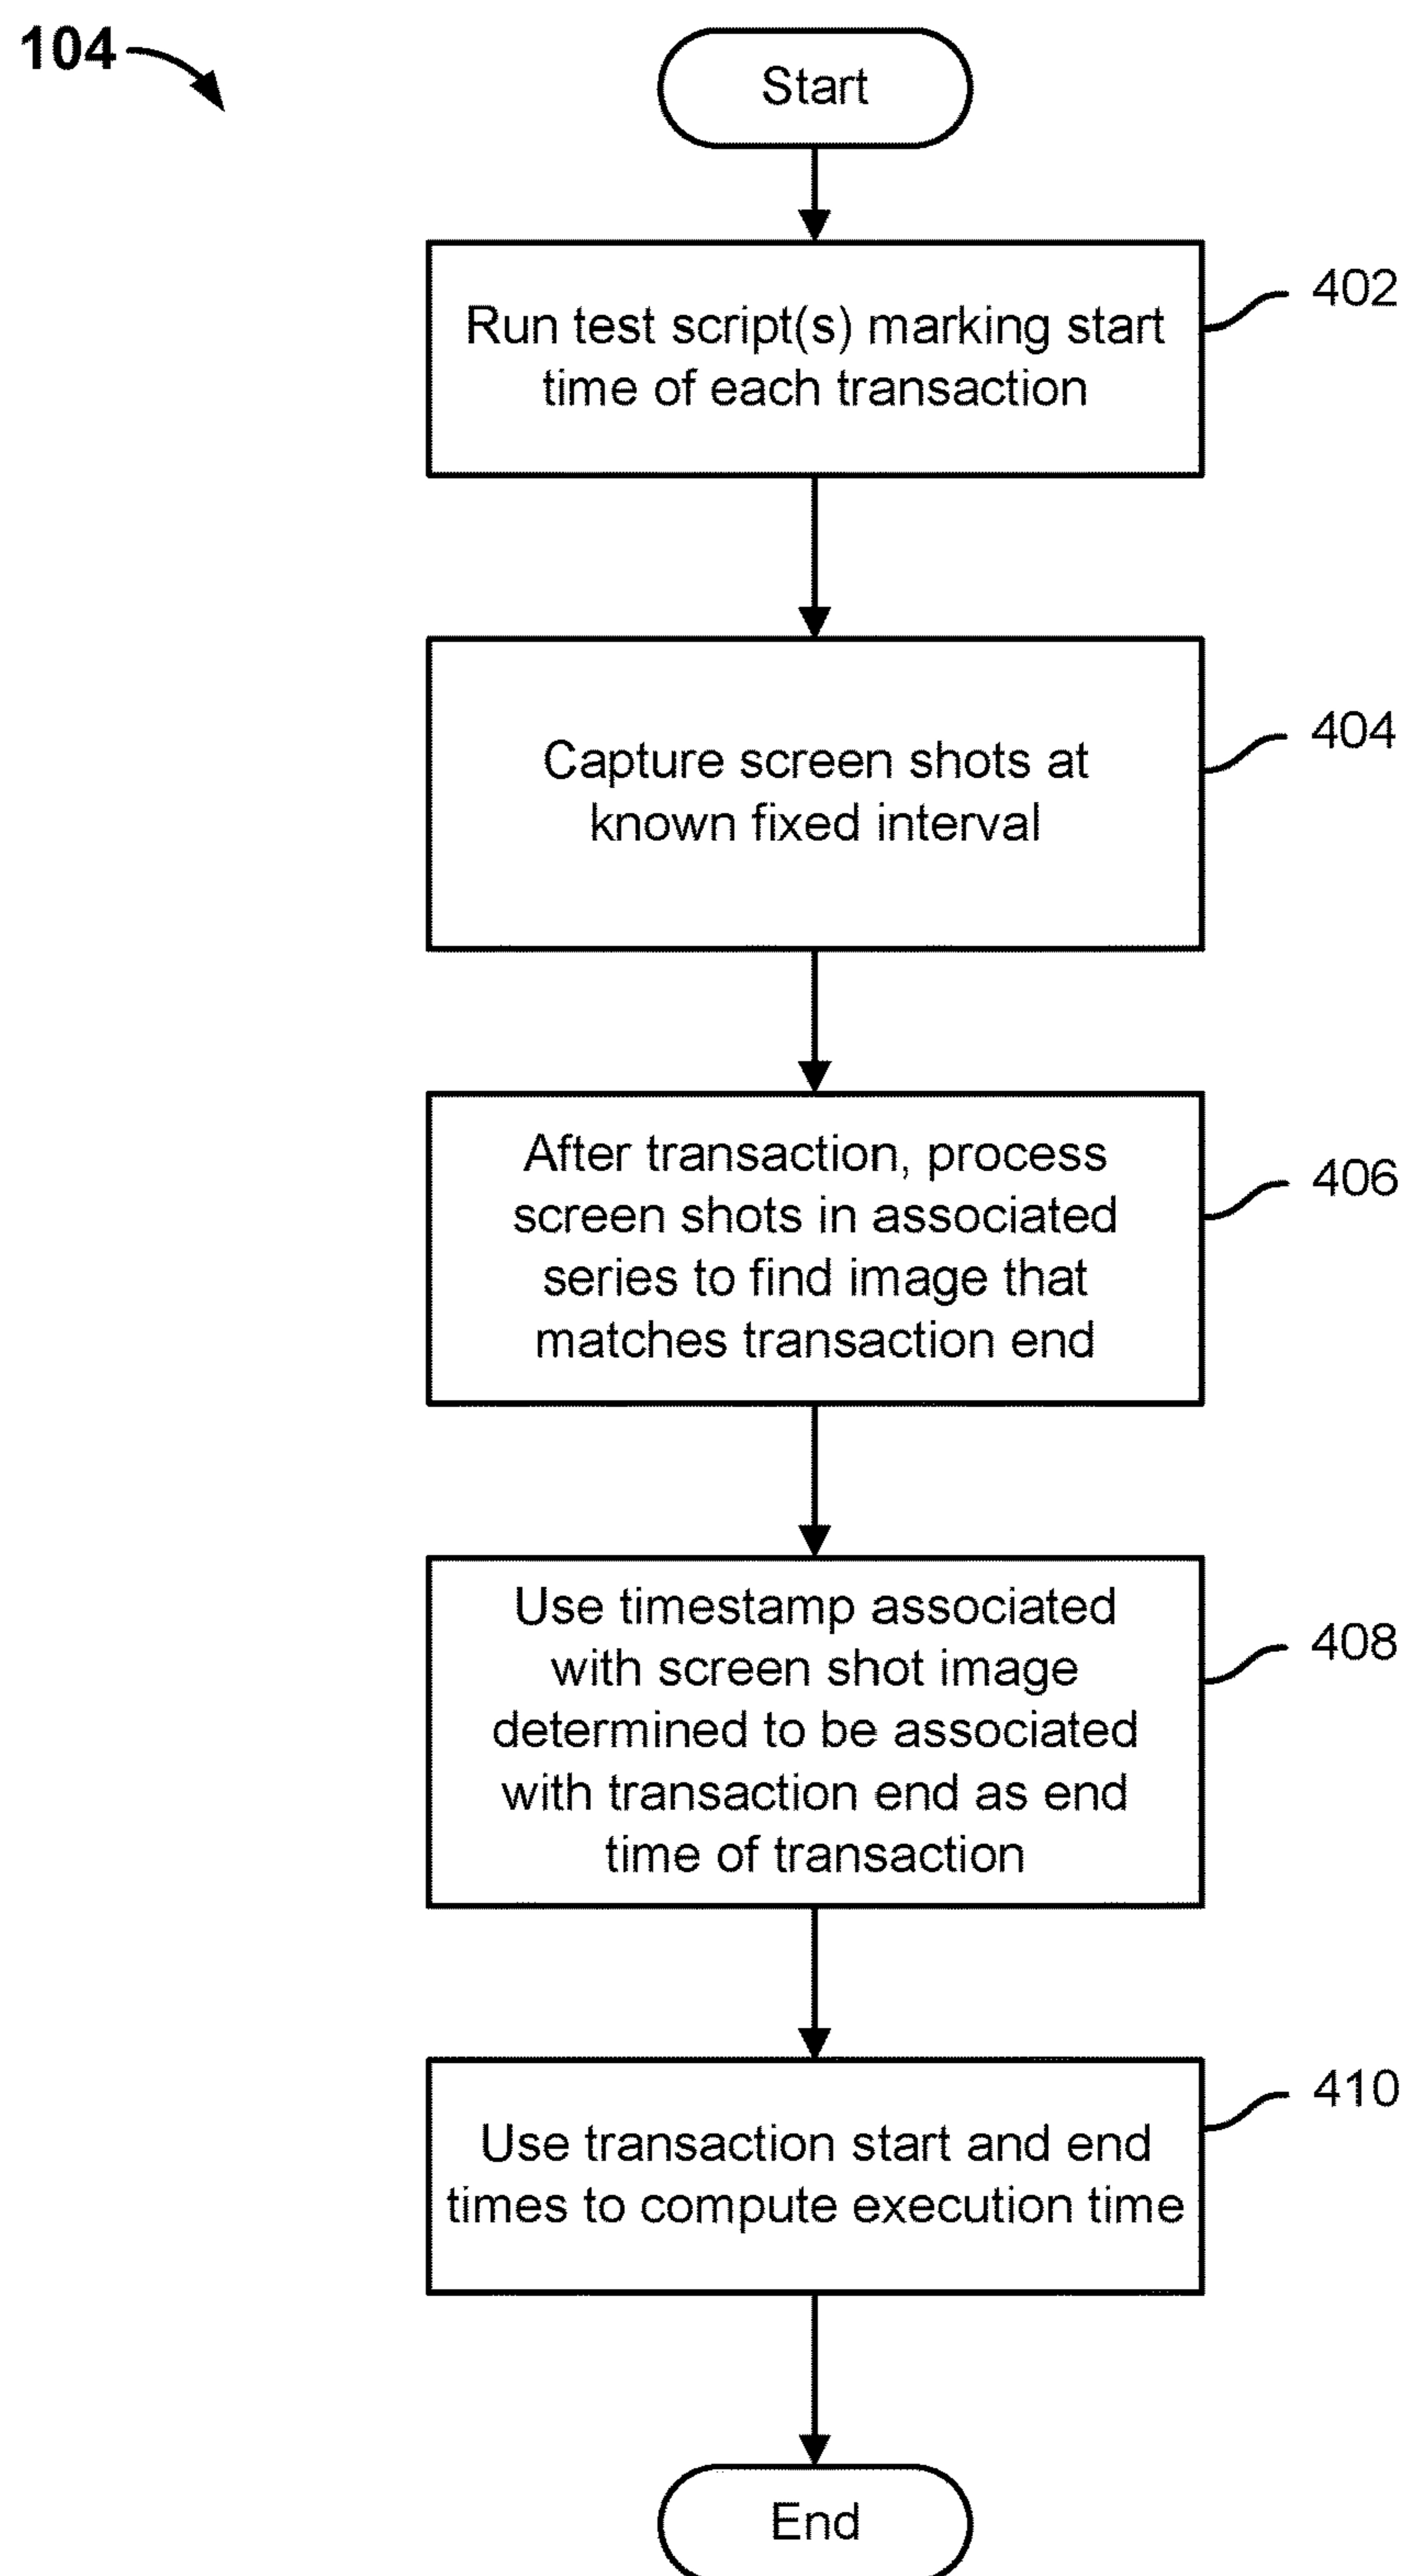 104
Start
Run test script(s) marking start
time of each transaction
402
Capture screen shots at
known fixed interval
404
After transaction, process
screen shots in associated
series to find image that
matches transaction end
406
Use timestamp associated
with screen shot image
determined to be associated
with transaction end as end
time of transaction
408
Use transaction start and end
times to compute execution time
410
End